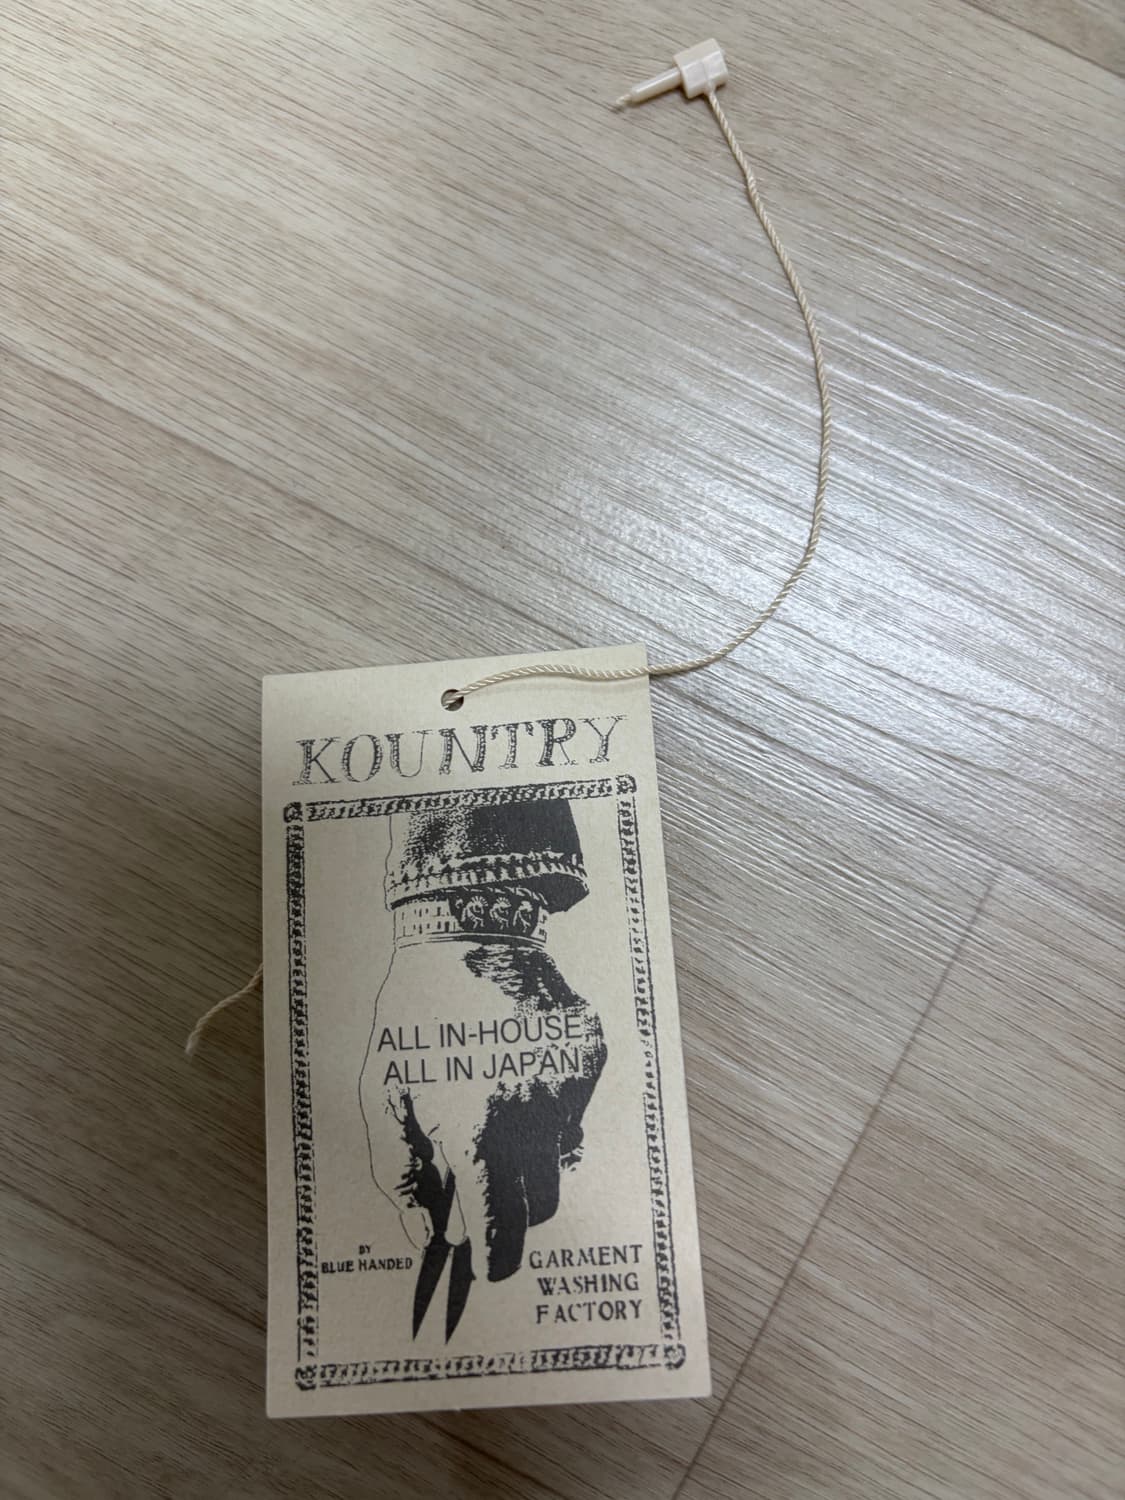 KOUNTRY
ALL IN-HOUSE,
ALL IN JAPAN
BY
BLUE HANDED
GARMENT
WASHING
FACTORY